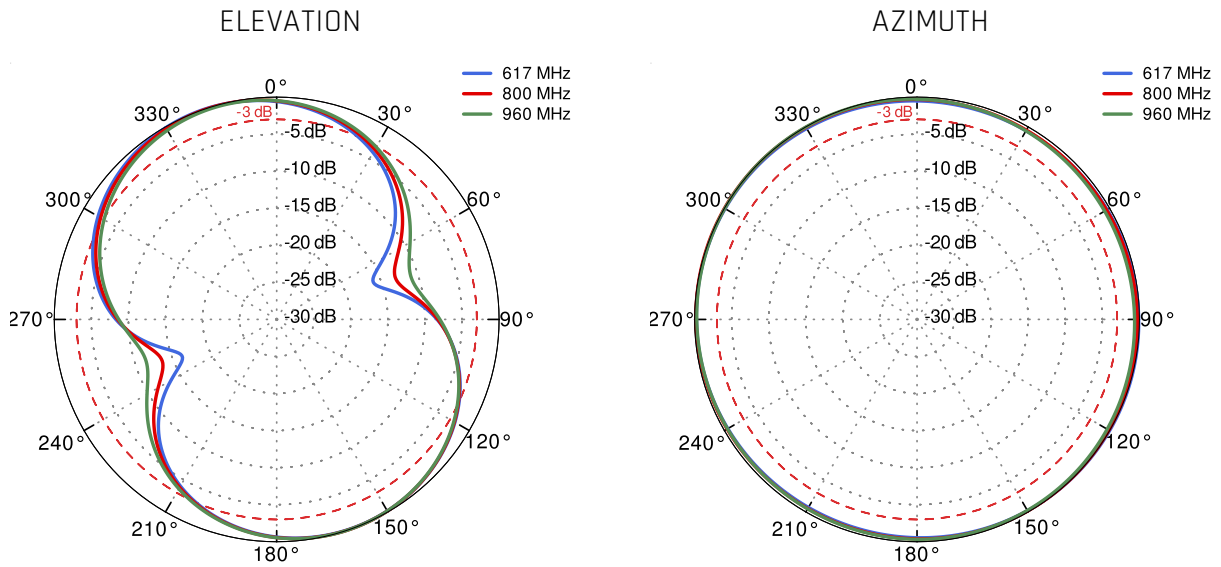 ELEVATION
617 MHz
800 MHz
960 MHz
0°
30°
60°
90°
120°
150°
180°
210°
240°
270°
300°
330°
-3 dB
-5 dB
-10 dB
-15 dB
-20 dB
-25 dB
-30 dB
AZIMUTH
617 MHz
800 MHz
960 MHz
0°
30°
60°
90°
120°
150°
180°
210°
240°
270°
300°
330°
-3 dB
-5 dB
-10 dB
-15 dB
-20 dB
-25 dB
-30 dB